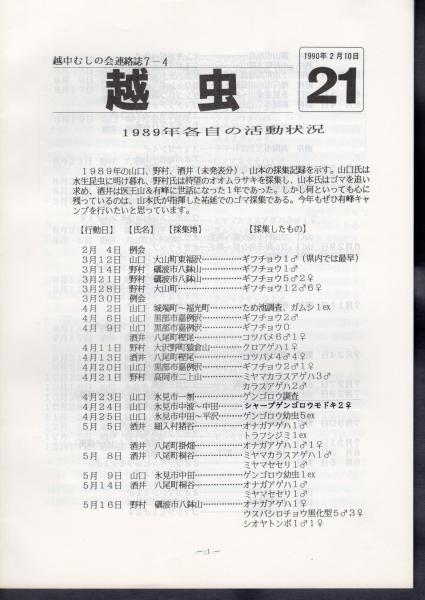 越中むしの会連絡誌7－4
越 虫
1990年2月10日
21
1989年各自の活動状況
1989年の山口、野村、酒井（未発表分）、山本の採集記録を示す。山口氏は
水生昆虫に明け暮れ、野村氏は待望のオオムラサキを採集し、山本氏はゴマを追い
求め、酒井は医王山＆有峰に世話になった1年であった。しかし何といっても心に
残っているのは、山本氏が指揮した祐延でのゴマ採集である。今年もぜひ有峰キャ
ンプを行いたいと思っています。
【行動日】 【氏名】 【採集地】 【採集したもの】
2月 4日 例会
3月12日 山口 大山町東福沢……………ギフチョウ1♂（県内では最早）
3月14日 野村 礪波市八鉢山……………ギフチョウ1♂
3月21日 野村 礪波市八鉢山……………ギフチョウ5♂2♀
3月28日 野村 大山町……………ギフチョウ12♂6♀
3月30日 例会
4月 2日 山口 城端町～福光町……………ため池調査、ガムシ1ex
4月 6日 山口 黒部市嘉例沢……………ギフチョウ2♂
4月 9日 山口 黒部市嘉例沢……………ギフチョウ0
酒井 八尾町樫尾……………コツバメ6♂1♀
4月11日 野村 大沢野町猿倉山……………クロアゲハ1♀
4月13日 酒井 八尾町樫尾……………コツバメ4♂4♀
4月20日 山口 黒部市嘉例沢……………ギフチョウ2♂1♀
4月21日 野村 高岡市二上山……………ミヤマカラスアゲハ3♂
カラスアゲハ2♂
4月23日 山口 氷見市一刎……………ゲンゴロウ調査
4月24日 山口 氷見市中波～中田……………シャープゲンゴロウモドキ2♀
4月25日 山口 氷見市中田～平沢……………ゲンゴロウ幼虫5ex
5月 5日 酒井 細入村猪谷……………オナガアゲハ1♂
トラフシジミ1ex
酒井 八尾町掛畑……………オナガアゲハ1♂1♀
5月 8日 酒井 八尾町桐谷……………ミヤマカラスアゲハ1♂
ミヤマセセリ1♂
5月 9日 山口 氷見市中田……………ゲンゴロウ幼虫1ex
5月14日 酒井 八尾町桐谷……………オナガアゲハ1♂
ミヤマセセリ1♂
5月16日 野村 礪波市八鉢山……………オナガアゲハ1♀
ウスバシロチョウ黒化型5♂3♀
シオヤトンボ1♂1♀
－1－